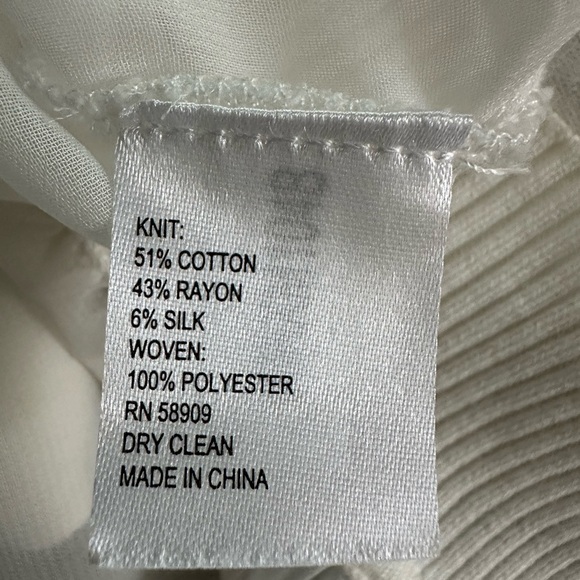 KNIT:
51% COTTON
43% RAYON
6% SILK
WOVEN:
100% POLYESTER
RN 58909
DRY CLEAN
MADE IN CHINA